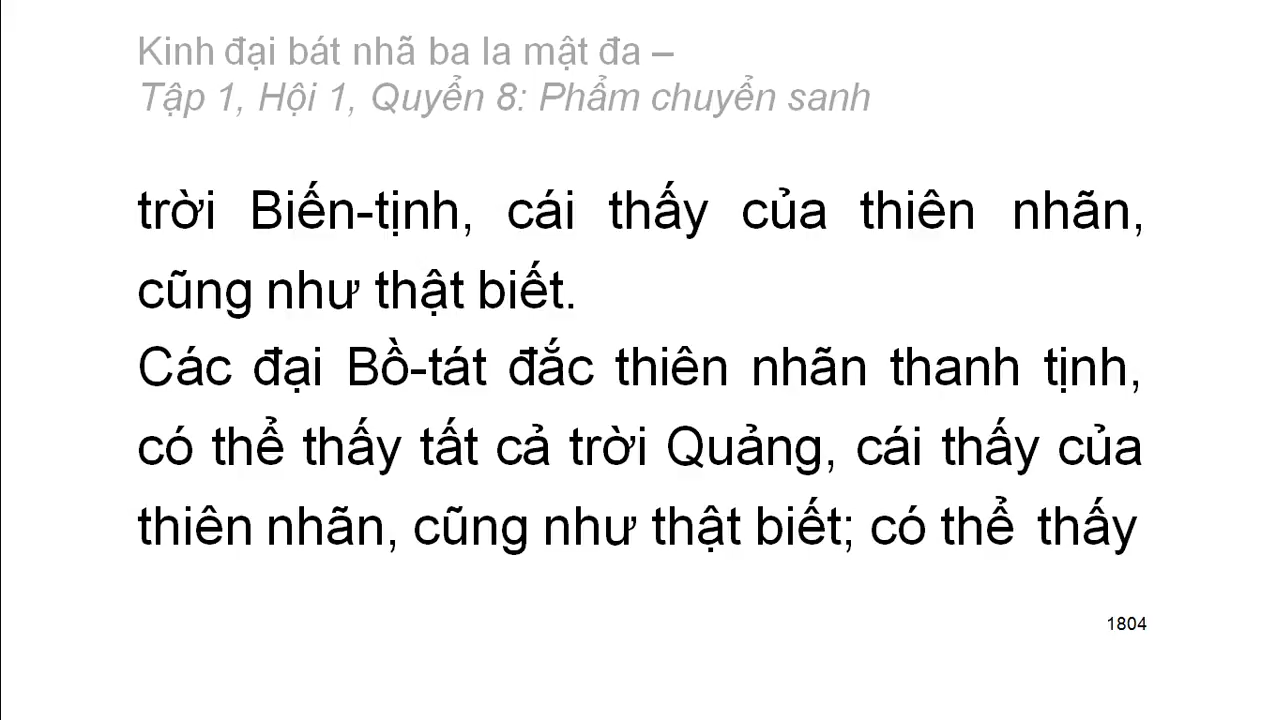 Kinh đại bát nhã ba la mật đa –
Tập 1, Hội 1, Quyển 8: Phẩm chuyển sanh
trời Biến-tịnh, cái thấy của thiên nhãn,
cũng như thật biết.
Các đại Bồ-tát đắc thiên nhãn thanh tịnh,
có thể thấy tất cả trời Quảng, cái thấy của
thiên nhãn, cũng như thật biết; có thể thấy
1804